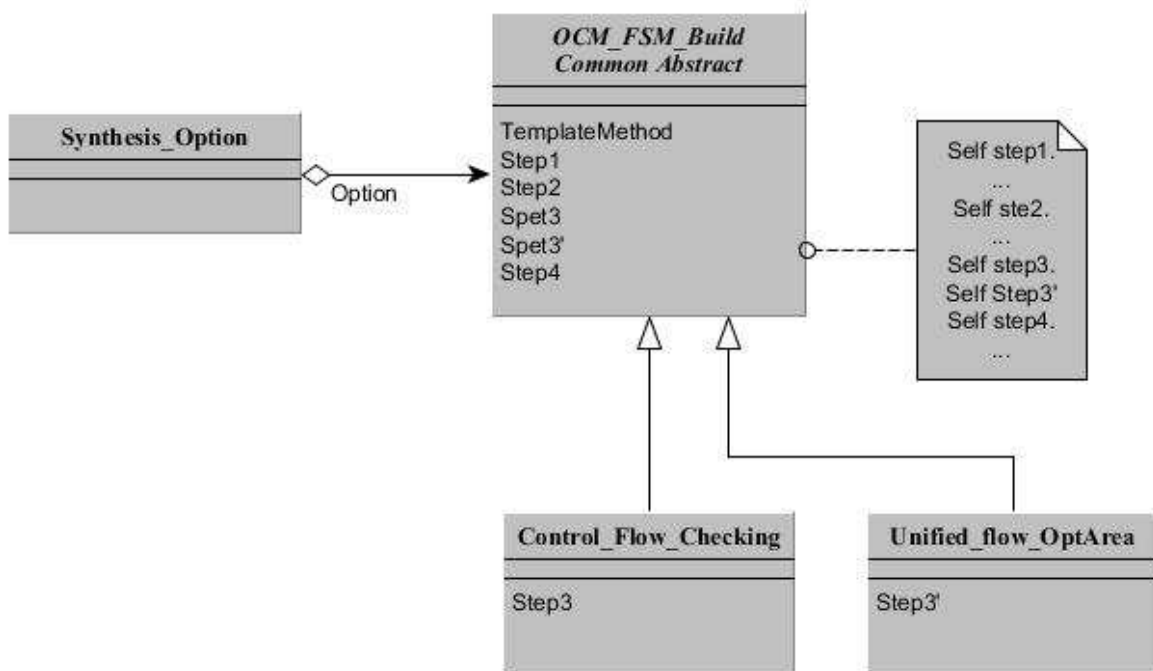 OCM_FSM_Build
Common Abstract
TemplateMethod
Step1
Step2
Spet3
Spet3'
Step4
Synthesis_Option
Option
Self step1.
...
Self ste2.
...
Self step3.
Self Step3'
Self step4.
...
Control_Flow_Checking
Step3
Unified_flow_OptArea
Step3'